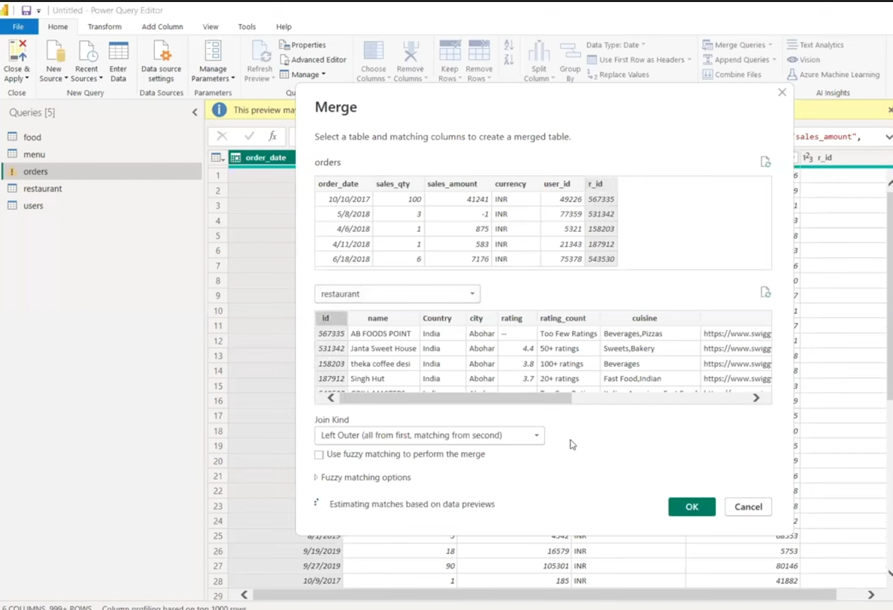 Untitled - Power Query Editor
File Home Transform Add Column View Tools Help
Close & Apply
New Source
Recent Sources
Enter Data
Data source settings
Manage Parameters
Refresh Preview
Properties
Advanced Editor
Manage
Choose Columns
Remove Columns
Keep Rows
Remove Rows
Split Column
Group By
Data Type: Date
Use First Row as Headers
Replace Values
Merge Queries
Append Queries
Combine Files
Text Analytics
Vision
Azure Machine Learning
Close New Query Data Sources Parameters AI Insights
Queries [5]
This preview ma
food
menu
orders
restaurant
users
fx
sales_amount",
order_date
1²3 r_id
1
2
3
4
5
6
7
8
9
10
11
12
13
14
15
16
17
18
19
20
21
22
23
24
25
26 9/19/2019 18 16579 INR 5753
27 9/27/2019 90 105301 INR 80146
28 10/9/2017 1 185 INR 41882
29
Merge
Select a table and matching columns to create a merged table.
orders
order_date sales_qty sales_amount currency user_id r_id
10/10/2017 100 41241 INR 49226 567335
5/8/2018 3 -1 INR 77359 531342
4/6/2018 1 875 INR 5321 158203
4/11/2018 1 583 INR 21343 187912
6/18/2018 6 7176 INR 75378 543530
restaurant
id name Country city rating rating_count cuisine
567335 AB FOODS POINT India Abohar -- Too Few Ratings Beverages,Pizzas https://www.swigg
531342 Janta Sweet House India Abohar 4.4 50+ ratings Sweets,Bakery https://www.swigg
158203 theka coffee desi India Abohar 3.8 100+ ratings Beverages https://www.swigg
187912 Singh Hut India Abohar 3.7 20+ ratings Fast Food,Indian https://www.swigg
Join Kind
Left Outer (all from first, matching from second)
Use fuzzy matching to perform the merge
Fuzzy matching options
Estimating matches based on data previews
OK Cancel
6 COLUMNS, 999+ ROWS Column profiling based on top 1000 rows